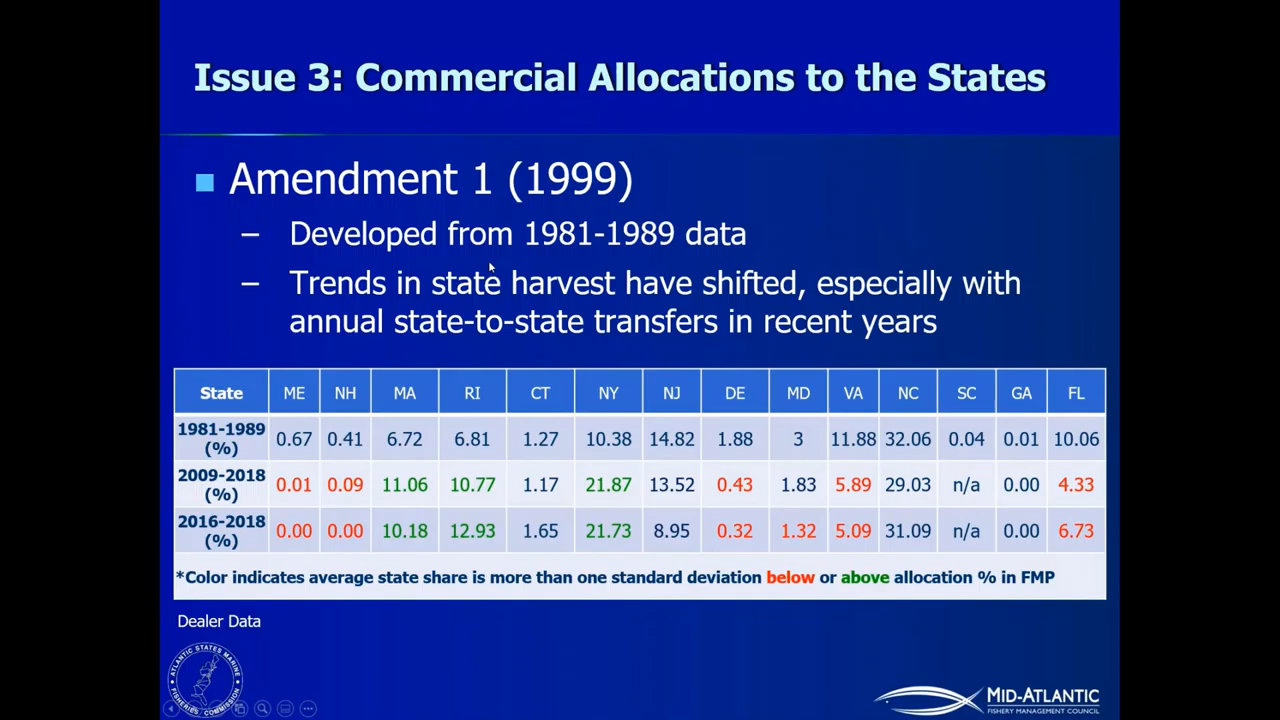 Issue 3: Commercial Allocations to the States
Amendment 1 (1999)
– Developed from 1981-1989 data
– Trends in state harvest have shifted, especially with
annual state-to-state transfers in recent years
State ME NH MA RI CT NY NJ DE MD VA NC SC GA FL
1981-1989 (%) 0.67 0.41 6.72 6.81 1.27 10.38 14.82 1.88 3 11.88 32.06 0.04 0.01 10.06
2009-2018 (%) 0.01 0.09 11.06 10.77 1.17 21.87 13.52 0.43 1.83 5.89 29.03 n/a 0.00 4.33
2016-2018 (%) 0.00 0.00 10.18 12.93 1.65 21.73 8.95 0.32 1.32 5.09 31.09 n/a 0.00 6.73
*Color indicates average state share is more than one standard deviation below or above allocation % in FMP
Dealer Data
ATLANTIC STATES MARINE
FISHERIES COMMISSION
MID-ATLANTIC
FISHERY MANAGEMENT COUNCIL